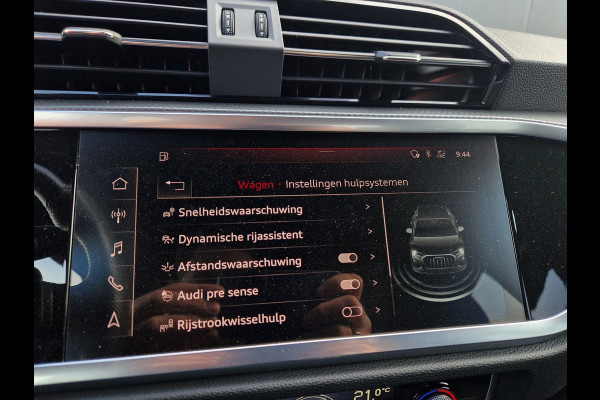 9:44
Wagen · Instellingen hulpsystemen
Snelheidswaarschuwing
Dynamische rijassistent
Afstandswaarschuwing
Audi pre sense
Rijstrookwisselhulp
21.0°C